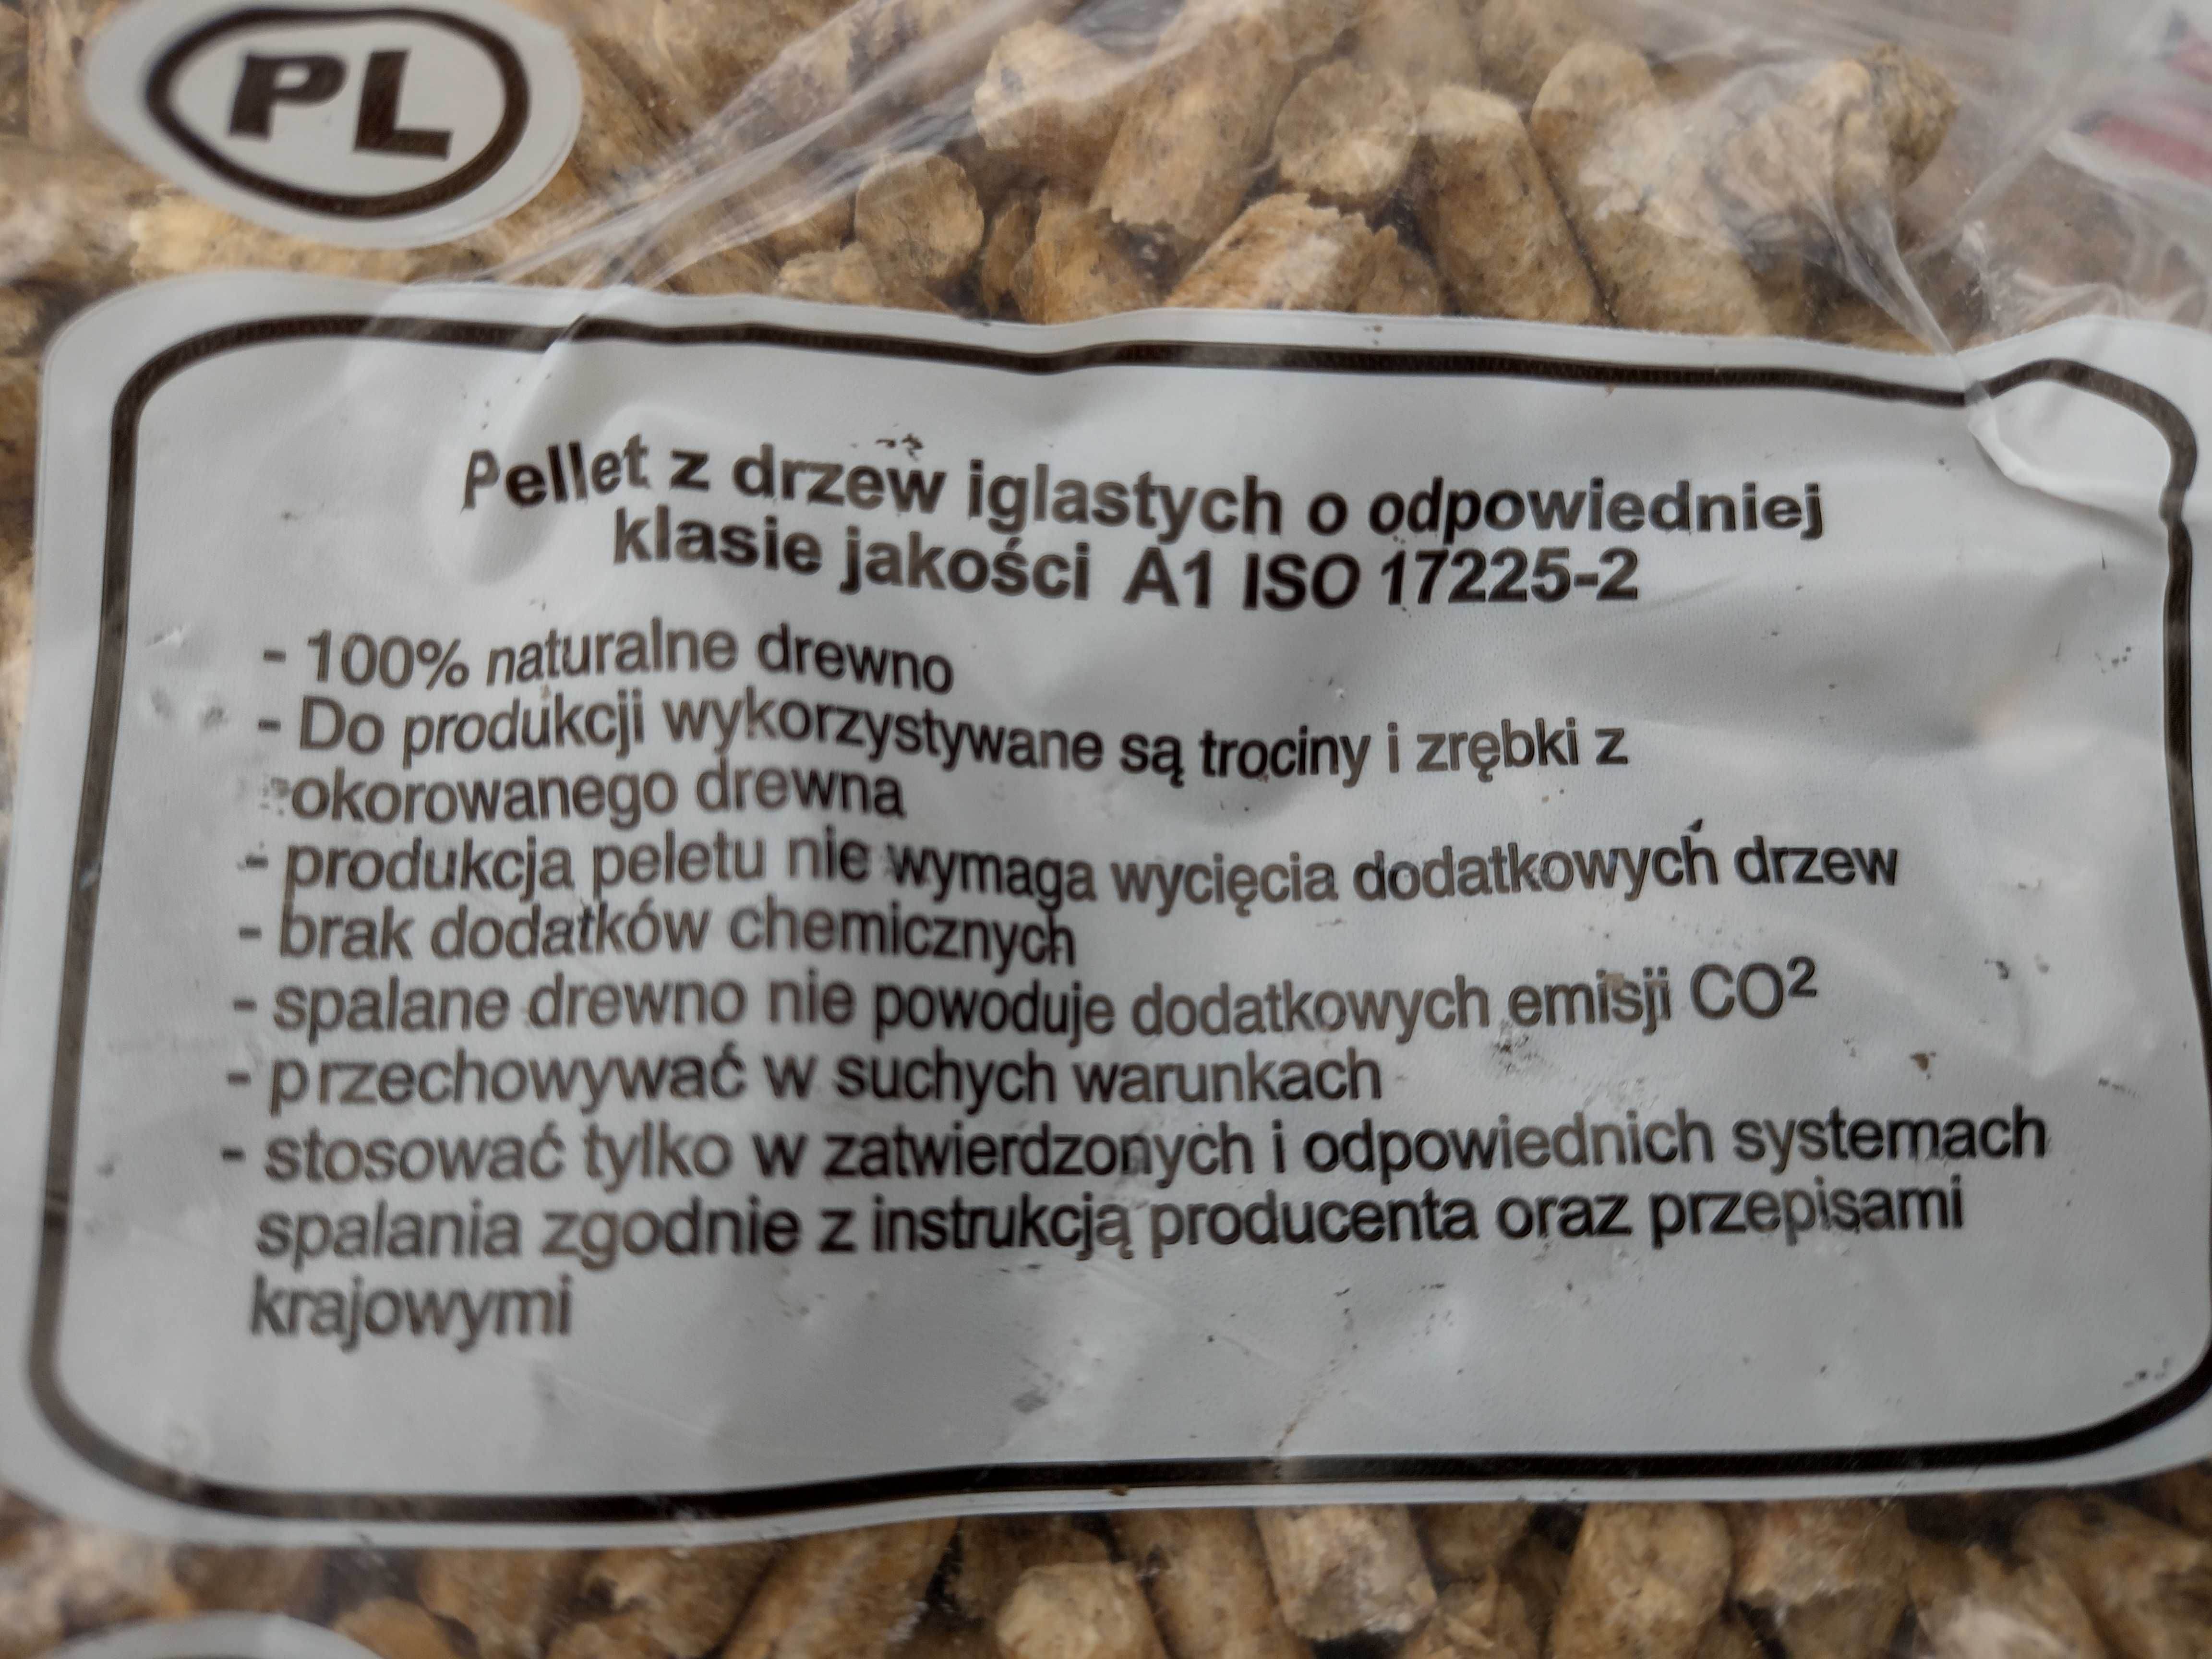 PL
Pellet z drzew iglastych o odpowiedniej
klasie jakości A1 ISO 17225-2
- 100% naturalne drewno
- Do produkcji wykorzystywane są trociny i zrębki z
okorowanego drewna
- produkcja peletu nie wymaga wycięcia dodatkowych drzew
- brak dodatków chemicznych
- spalane drewno nie powoduje dodatkowych emisji CO²
- przechowywać w suchych warunkach
- stosować tylko w zatwierdzonych i odpowiednich systemach
spalania zgodnie z instrukcją producenta oraz przepisami
krajowymi